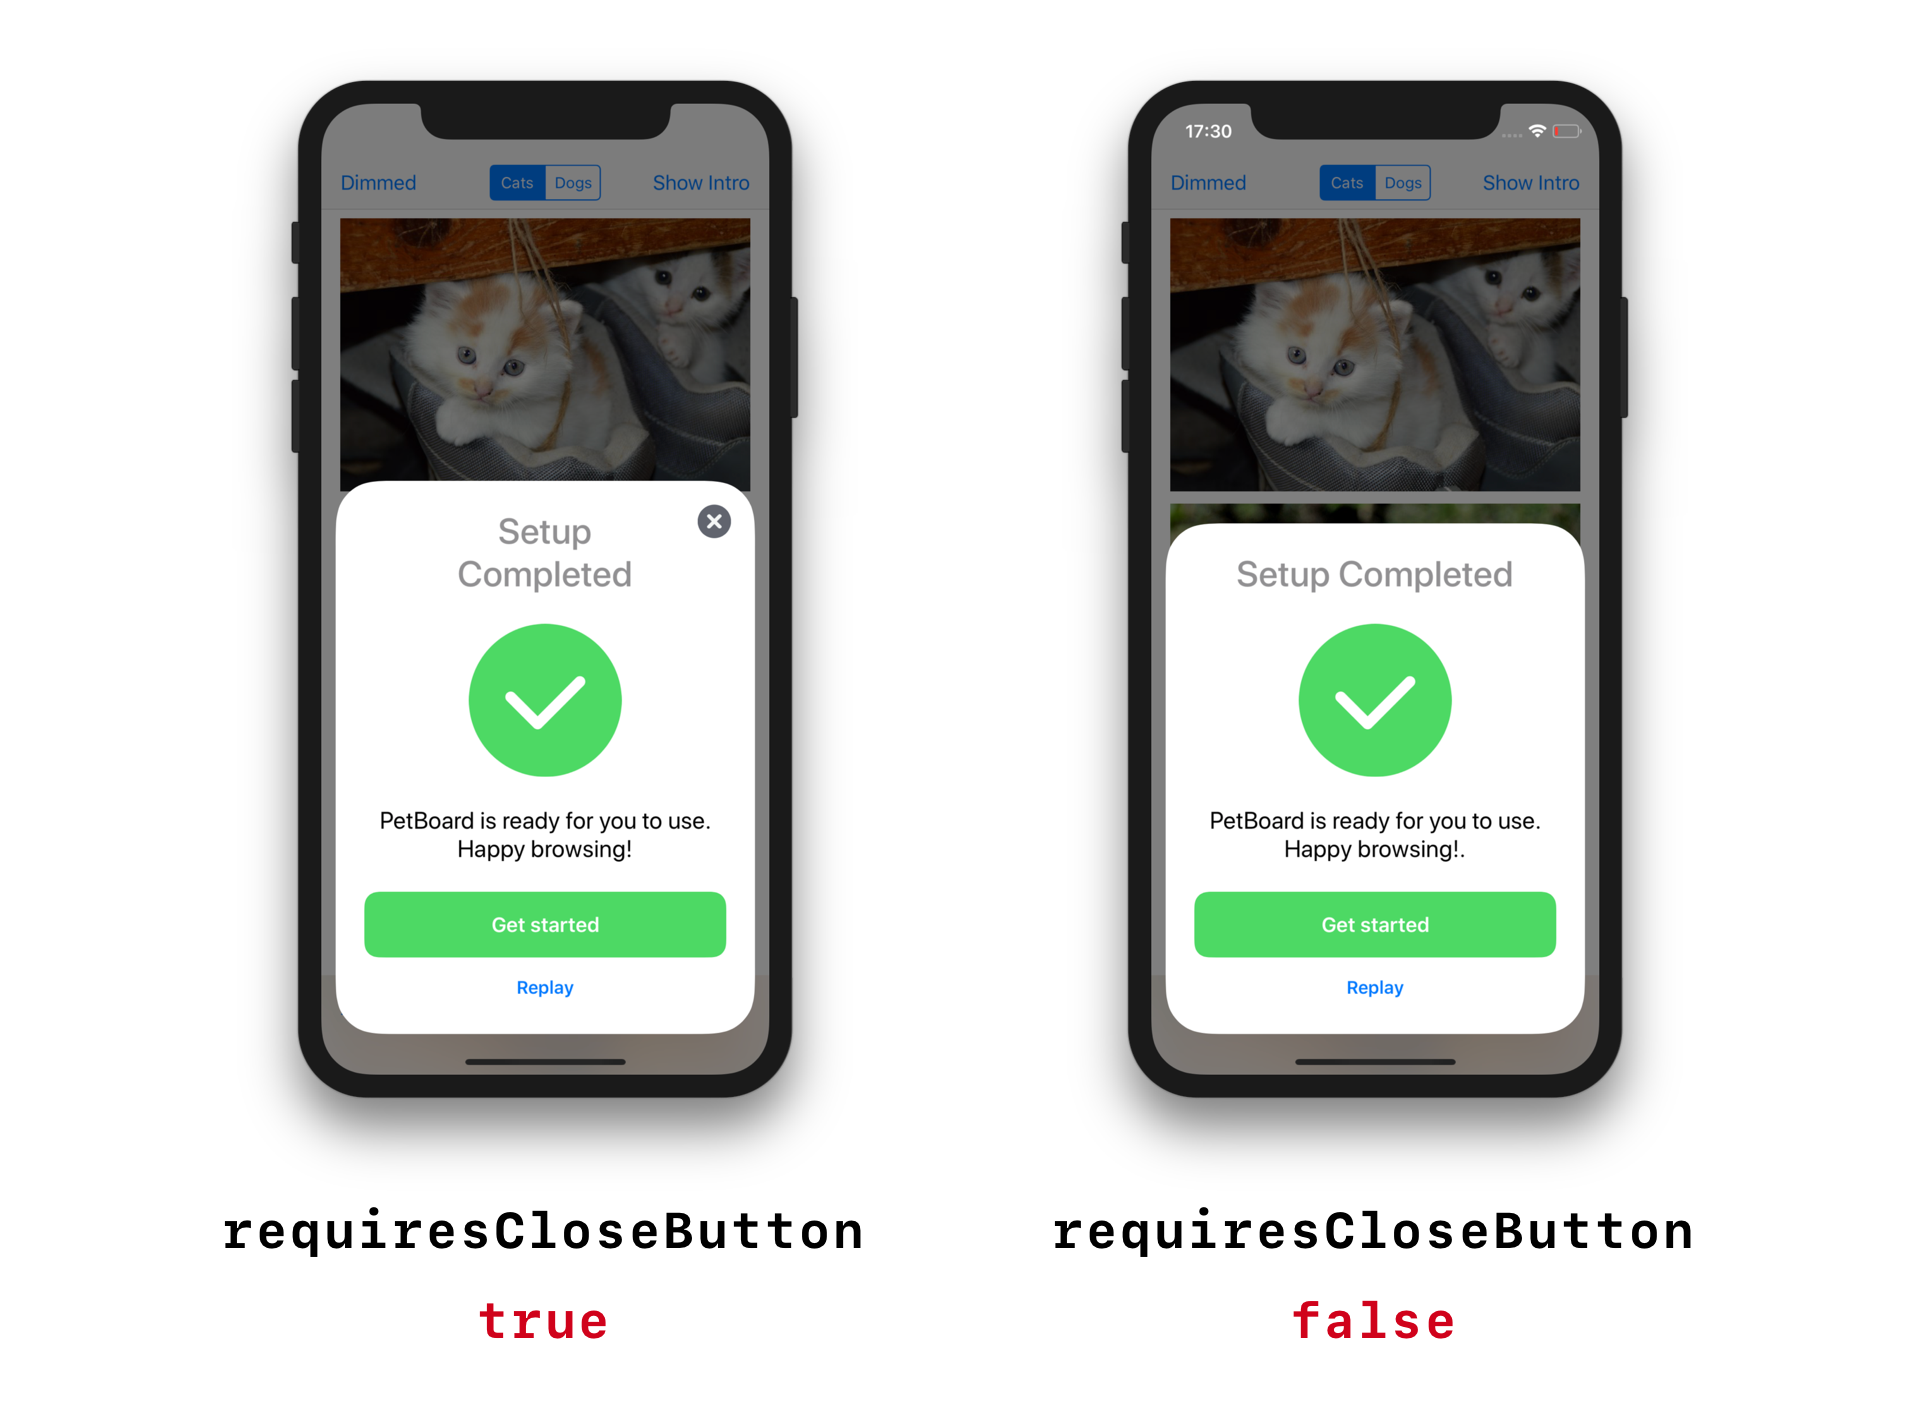 Dimmed Cats Dogs Show Intro
Setup
Completed
PetBoard is ready for you to use.
Happy browsing!
Get started
Replay
requiresCloseButton
true
17:30
Dimmed Cats Dogs Show Intro
Setup Completed
PetBoard is ready for you to use.
Happy browsing!.
Get started
Replay
requiresCloseButton
false